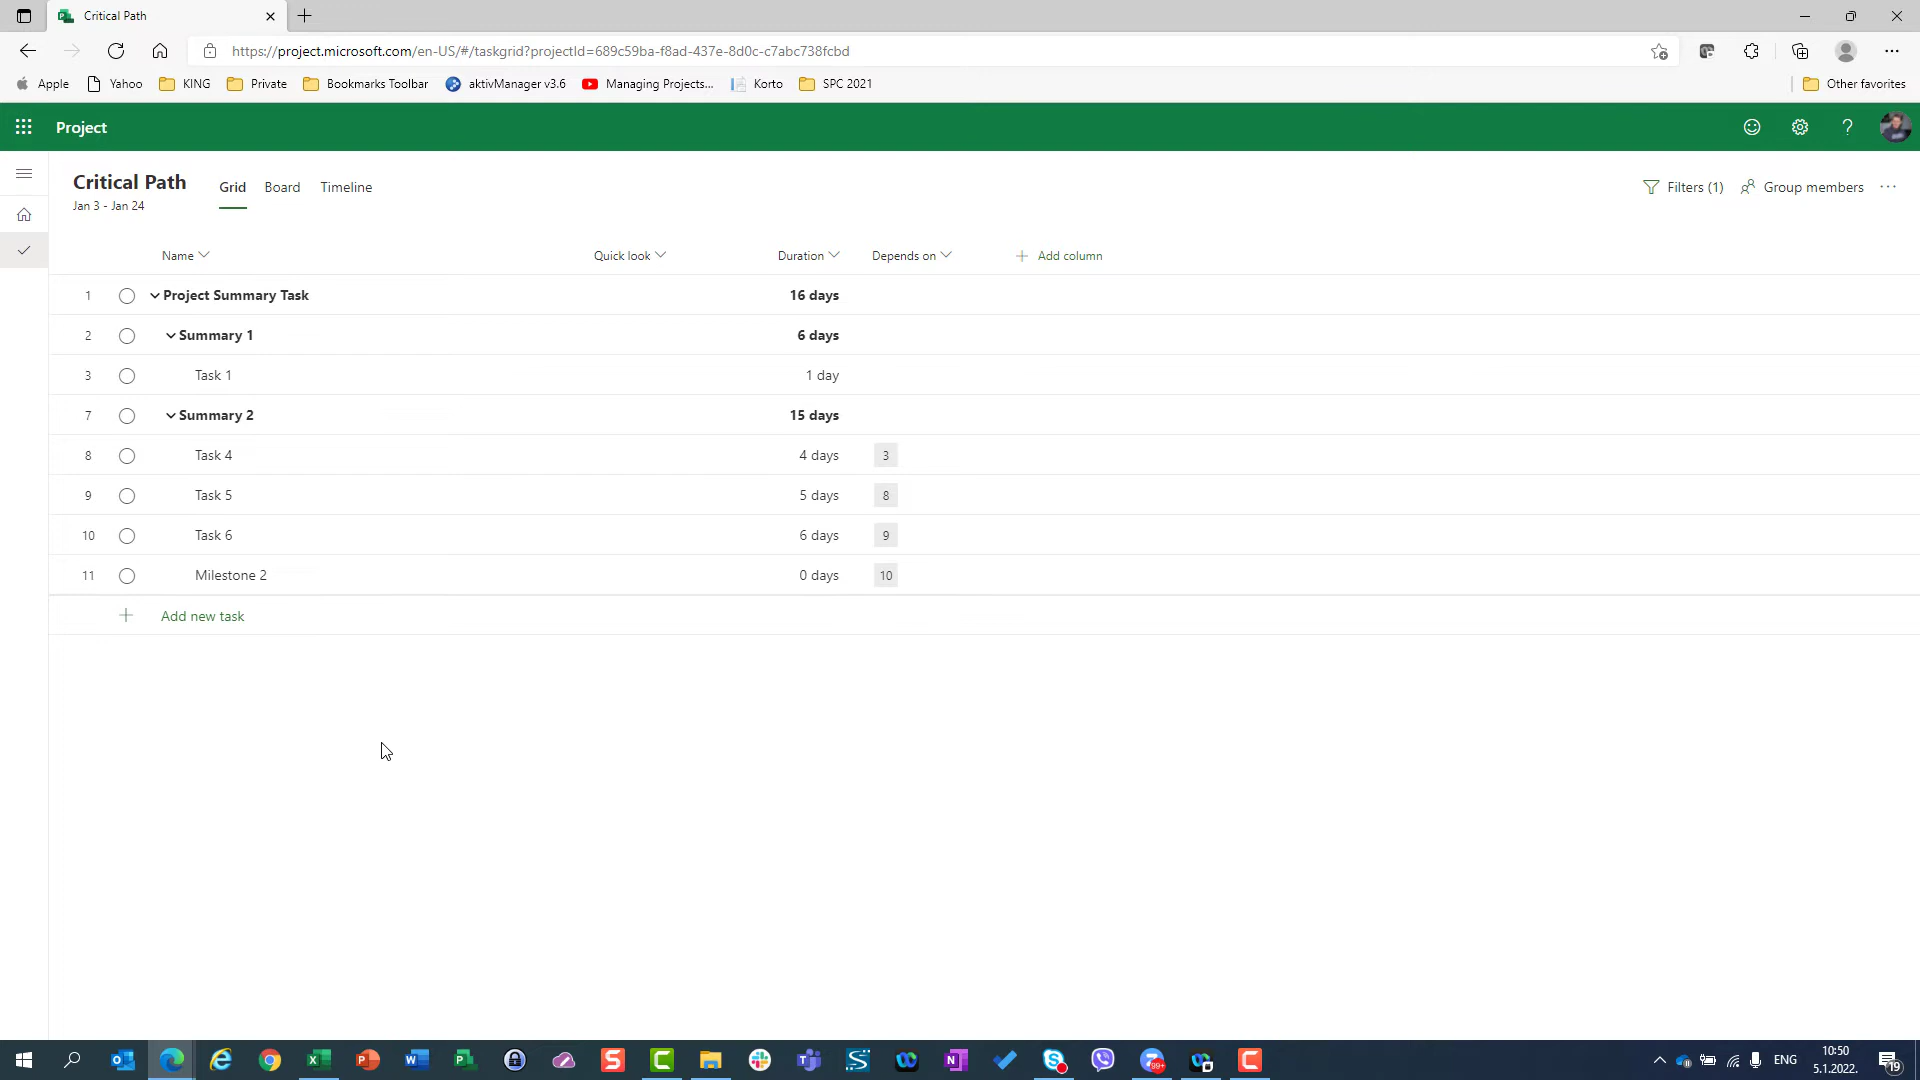 Critical Path
https://project.microsoft.com/en-US/#/taskgrid?projectId=689c59ba-f8ad-437e-8d0c-c7abc738fcbd
Apple Yahoo KING Private Bookmarks Toolbar aktivManager v3.6 Managing Projects... Korto SPC 2021 Other favorites
Project
Critical Path Grid Board Timeline Filters (1) Group members
Jan 3 - Jan 24
Name Quick look Duration Depends on Add column
1 Project Summary Task 16 days
2 Summary 1 6 days
3 Task 1 1 day
7 Summary 2 15 days
8 Task 4 4 days 3
9 Task 5 5 days 8
10 Task 6 6 days 9
11 Milestone 2 0 days 10
Add new task
ENG 10:50
5.1.2022.
19
99+